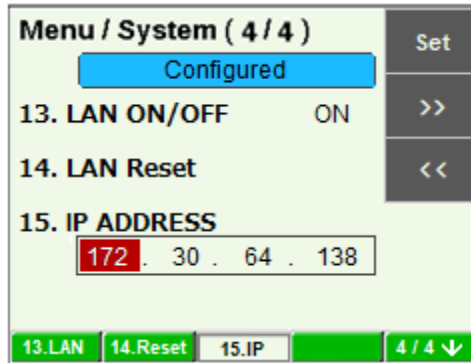 Menu / System ( 4 / 4 )
Set
Configured
13. LAN ON/OFF ON
>>
14. LAN Reset
<<
15. IP ADDRESS
172 . 30 . 64 . 138
13.LAN 14.Reset 15.IP 4 / 4 ↓